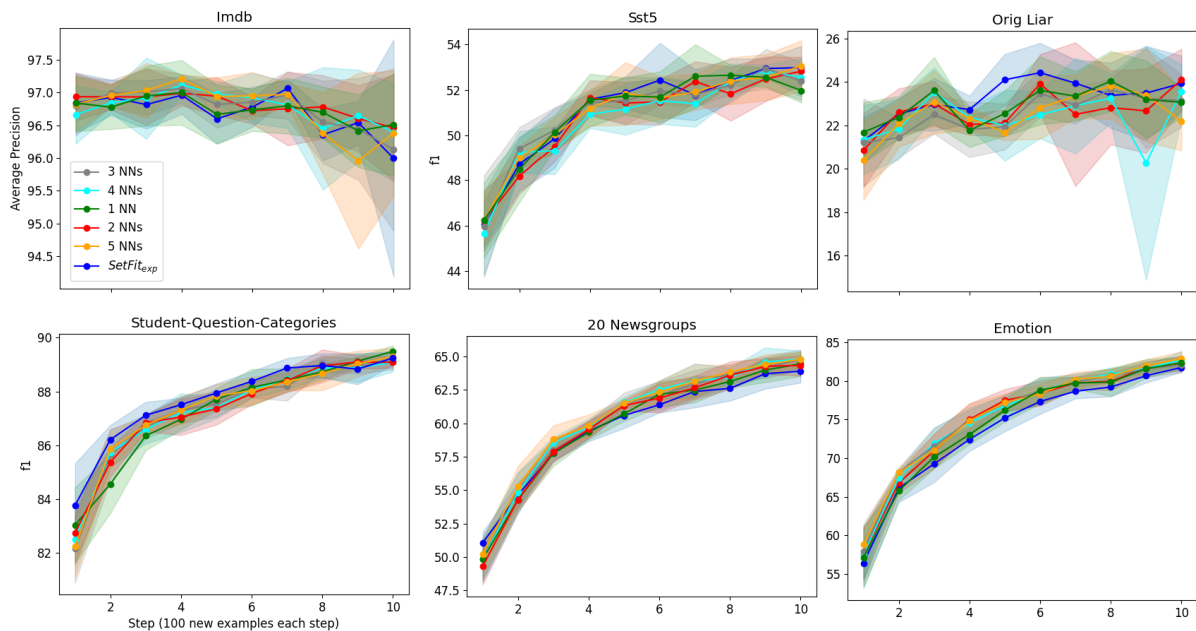 Imdb
Sst5
Orig Liar
Average Precision
97.5
97.0
96.5
96.0
95.5
95.0
94.5
3 NNs
4 NNs
1 NN
2 NNs
5 NNs
SetFitexp
f1
54
52
50
48
46
44
26
24
22
20
18
16
Student-Question-Categories
20 Newsgroups
Emotion
f1
90
88
86
84
82
2 4 6 8 10
Step (100 new examples each step)
65.0
62.5
60.0
57.5
55.0
52.5
50.0
47.5
2 4 6 8 10
85
80
75
70
65
60
55
2 4 6 8 10